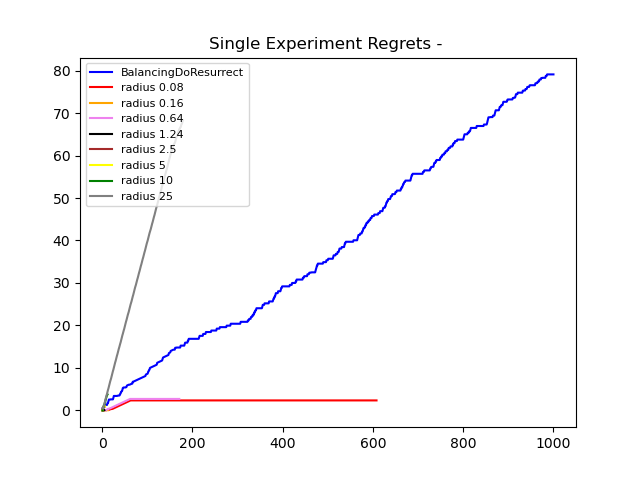 Single Experiment Regrets -
BalancingDoResurrect
radius 0.08
radius 0.16
radius 0.64
radius 1.24
radius 2.5
radius 5
radius 10
radius 25
80
70
60
50
40
30
20
10
0
0 200 400 600 800 1000